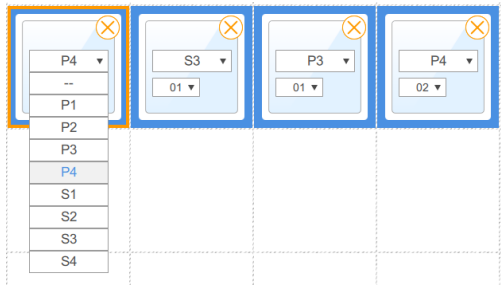 P4 ▼ S3 ▼ P3 ▼ P4 ▼
-- 01 ▼ 01 ▼ 02 ▼
P1
P2
P3
P4
S1
S2
S3
S4